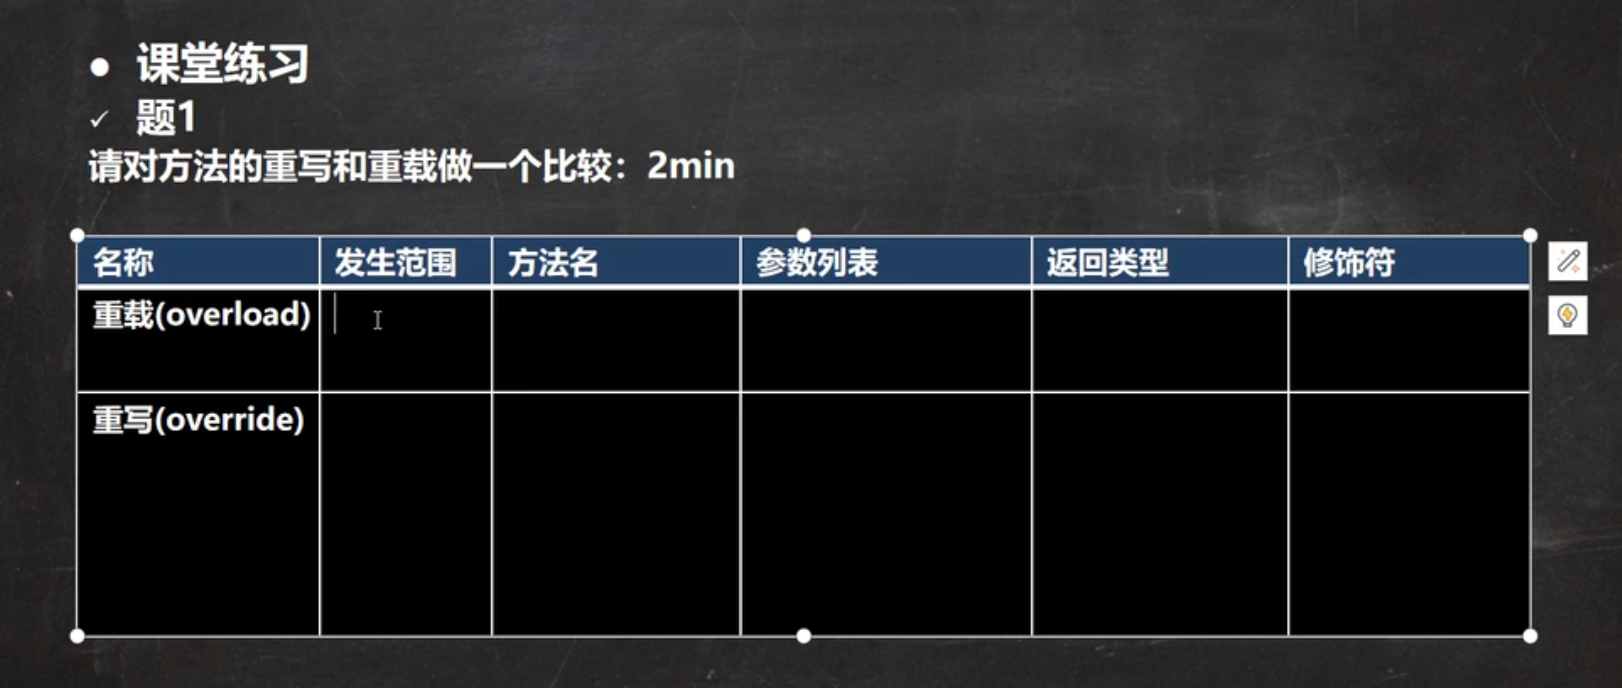 ● 课堂练习
✓ 题1
请对方法的重写和重载做一个比较：2min
名称 发生范围 方法名 参数列表 返回类型 修饰符
重载(overload)
重写(override)